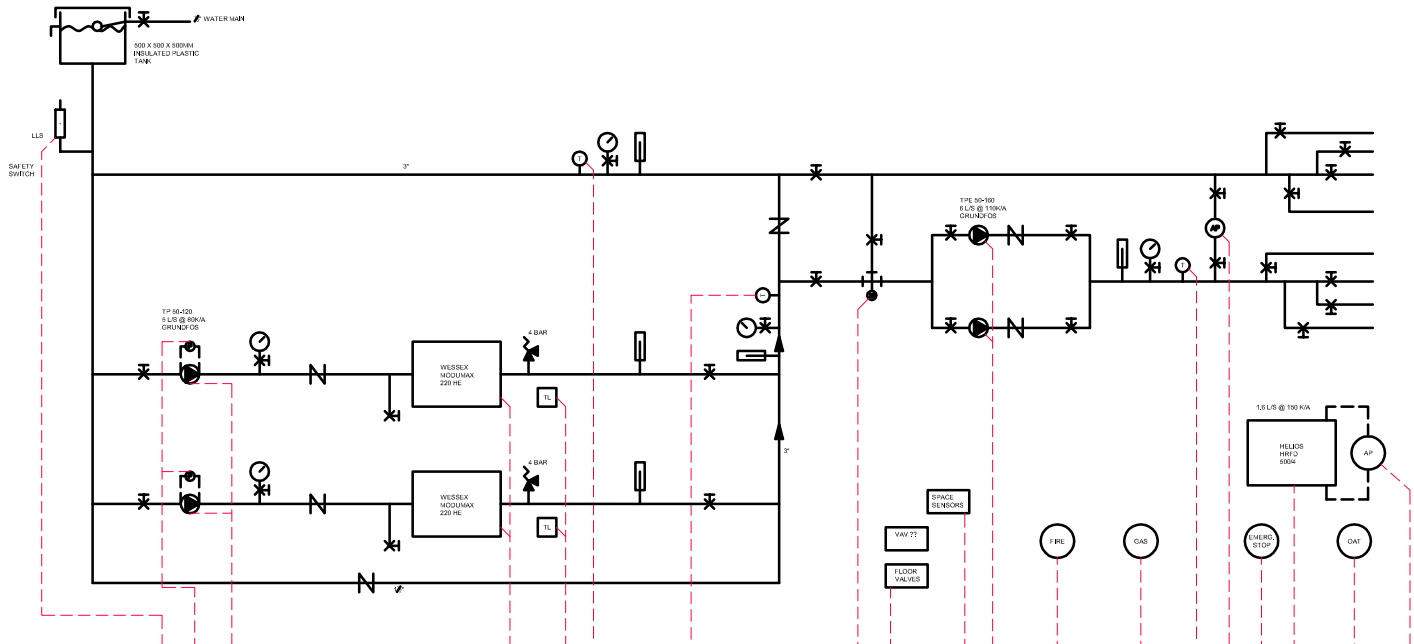 WATER MAIN
500 X 500 X 500MM
INSULATED PLASTIC
TANK
LLS
SAFETY
SWITCH
3"
T
TPE 50-160
6 L/S @ 110K/A
GRUNDFOS
AP
T
TP 50-120
5 L/S @ 80K/A
GRUNDFOS
4 BAR
WESSEX
MODUMAX
220 HE
TL
1,6 L/S @ 150 K/A
HELIOS
HRFD
500/4
AP
3"
4 BAR
WESSEX
MODUMAX
220 HE
TL
SPACE
SENSORS
VAV ??
FLOOR
VALVES
FIRE
GAS
EMERG.
STOP
OAT